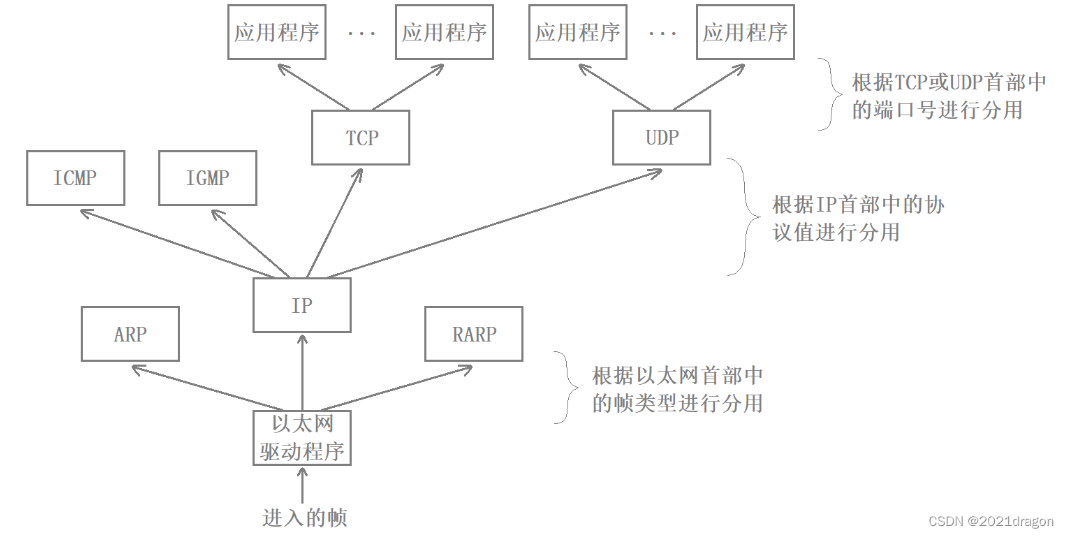 应用程序 ... 应用程序 应用程序 ... 应用程序
根据TCP或UDP首部中
的端口号进行分用
TCP UDP
ICMP IGMP
根据IP首部中的协
议值进行分用
IP
ARP RARP
根据以太网首部中
的帧类型进行分用
以太网
驱动程序
进入的帧
CSDN @2021dragon